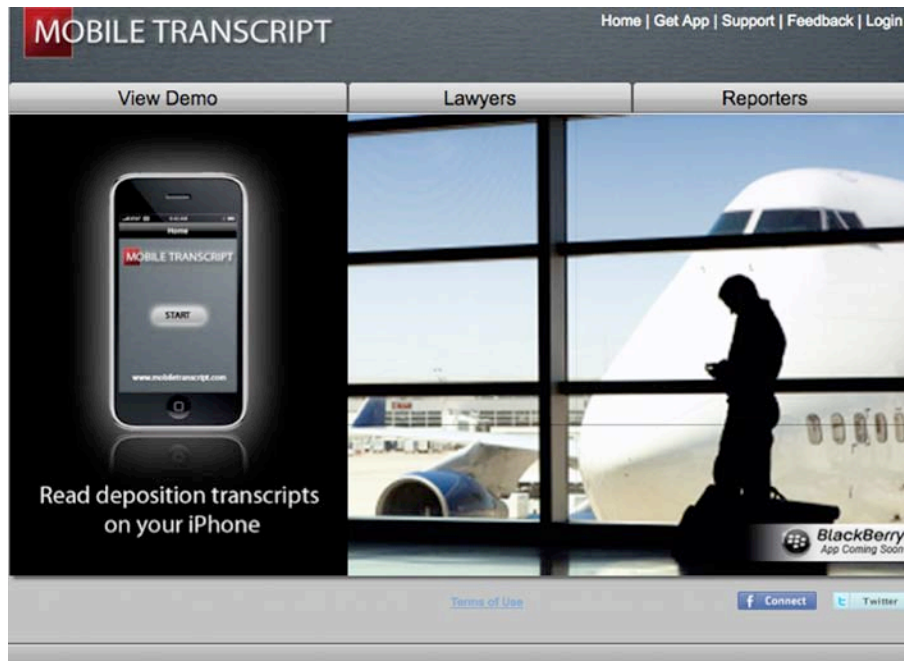 MOBILE TRANSCRIPT
Home | Get App | Support | Feedback | Login
View Demo
Lawyers
Reporters
Home
MOBILE TRANSCRIPT
START
www.mobiletranscript.com
Read deposition transcripts
on your iPhone
BlackBerry
App Coming Soon
Terms of Use
f Connect
t Twitter